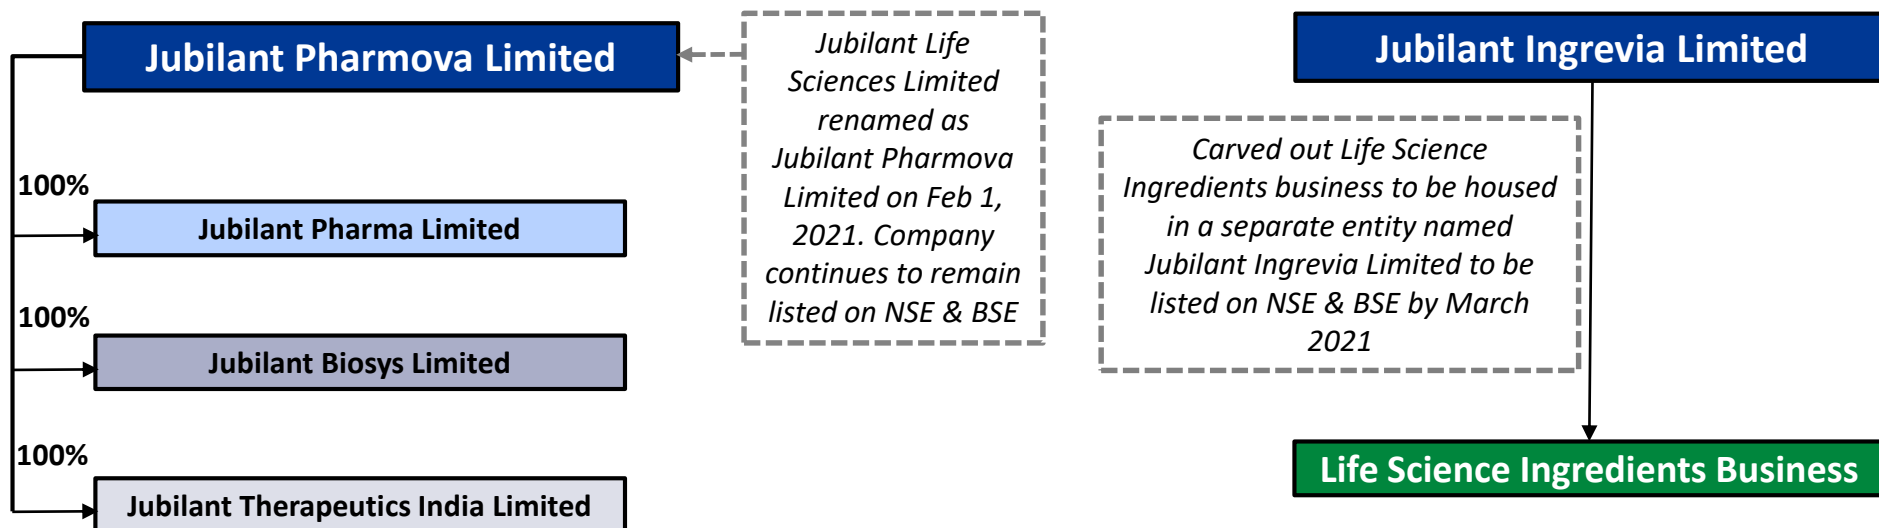 Jubilant Pharmova Limited
100%
Jubilant Pharma Limited
100%
Jubilant Biosys Limited
100%
Jubilant Therapeutics India Limited
Jubilant Life
Sciences Limited
renamed as
Jubilant Pharmova
Limited on Feb 1,
2021. Company
continues to remain
listed on NSE & BSE
Jubilant Ingrevia Limited
Carved out Life Science
Ingredients business to be housed
in a separate entity named
Jubilant Ingrevia Limited to be
listed on NSE & BSE by March
2021
Life Science Ingredients Business